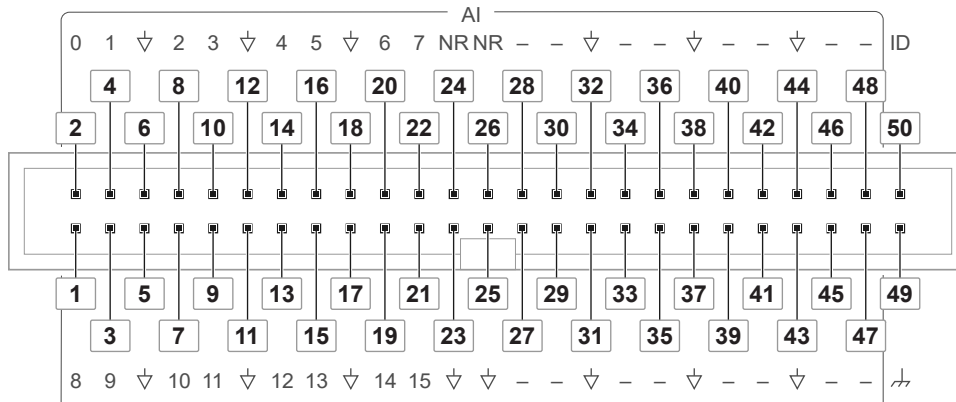 AI
0 1 2 3 4 5 6 7 NR NR – – – – – – – – ID
4 8 12 16 20 24 28 32 36 40 44 48
2 6 10 14 18 22 26 30 34 38 42 46 50
1 5 9 13 17 21 25 29 33 37 41 45 49
3 7 11 15 19 23 27 31 35 39 43 47
8 9 10 11 12 13 14 15 – – – – – – – –